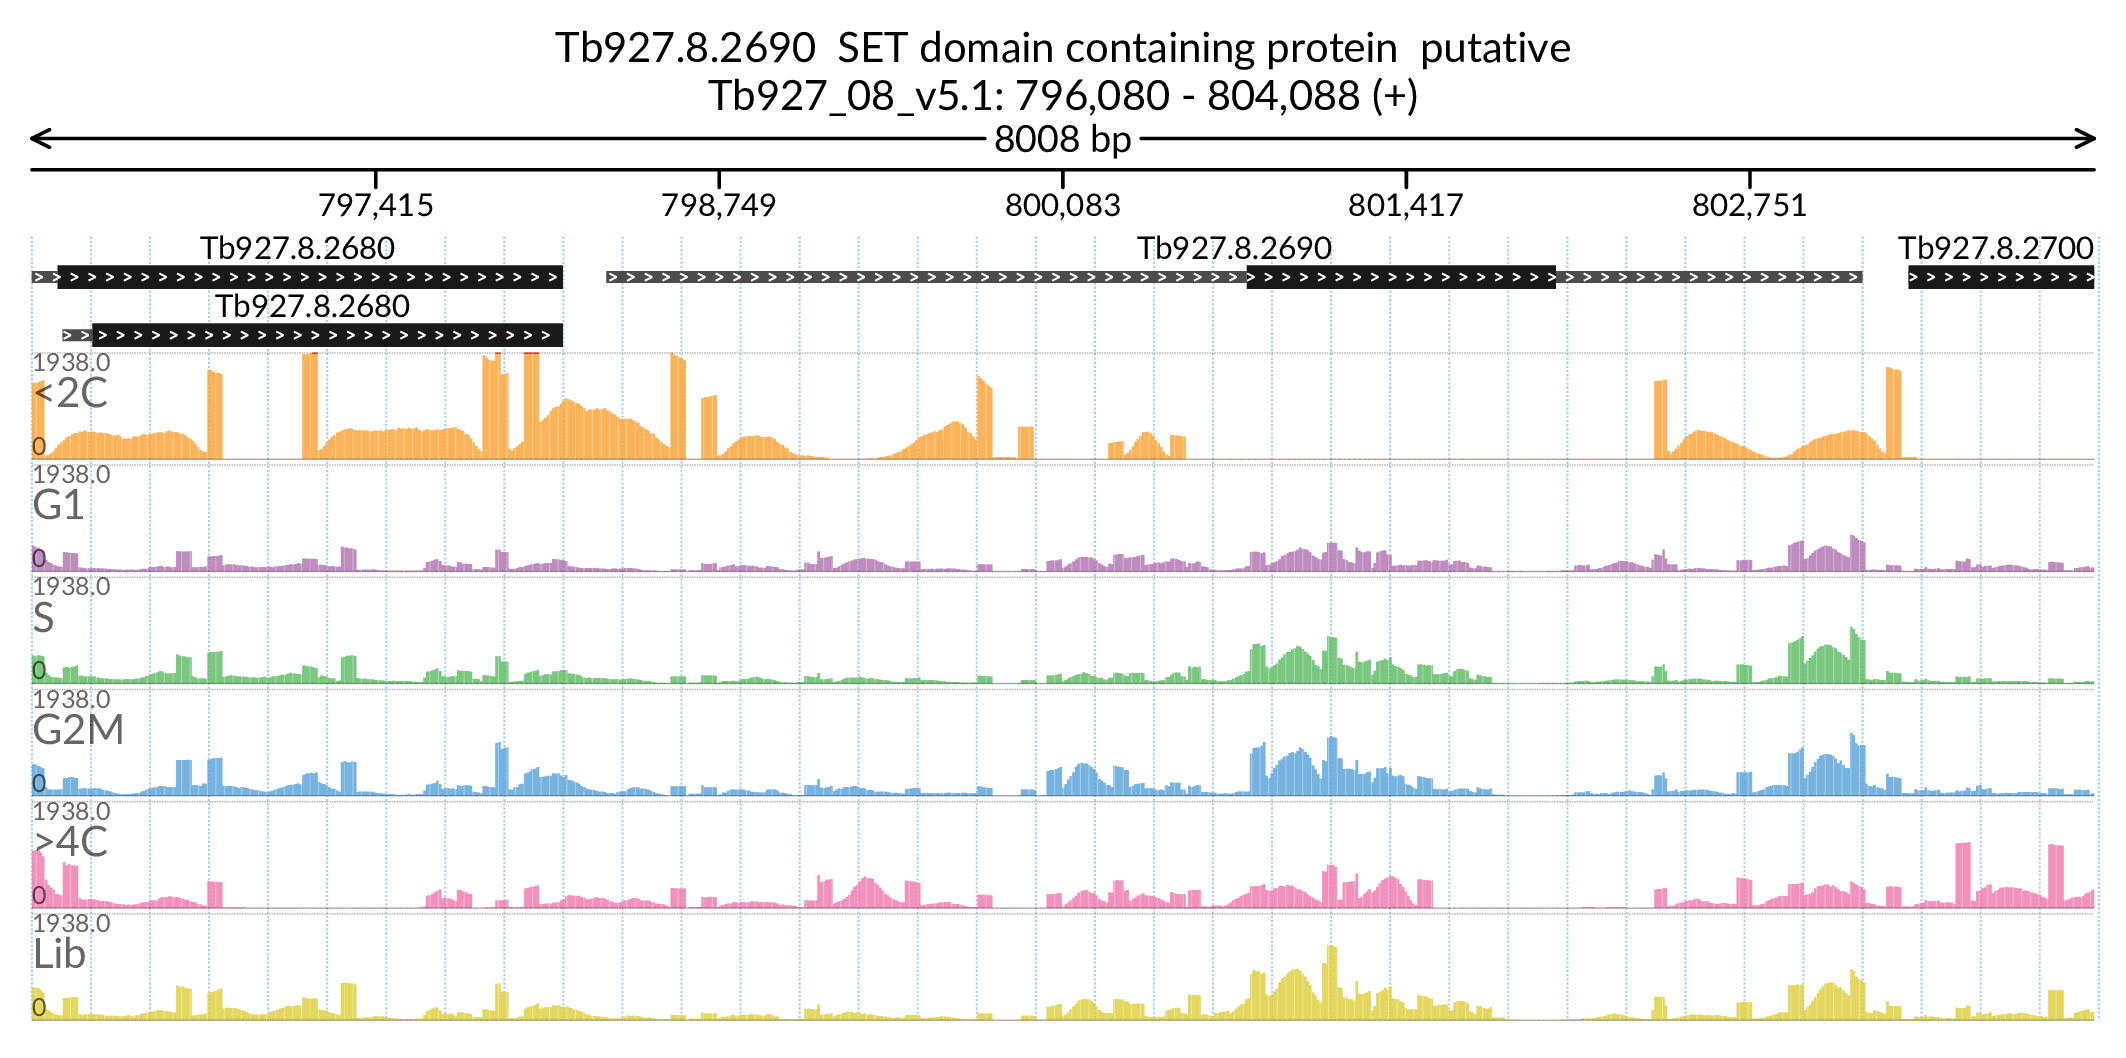 Tb927.8.2690  SET domain containing protein  putative
Tb927_08_v5.1: 796,080 - 804,088 (+)
8008 bp
797,415 798,749 800,083 801,417 802,751
Tb927.8.2680 Tb927.8.2690 Tb927.8.2700
Tb927.8.2680
1938.0
<2C
0
1938.0
G1
0
1938.0
S
0
1938.0
G2M
0
1938.0
>4C
0
1938.0
Lib
0